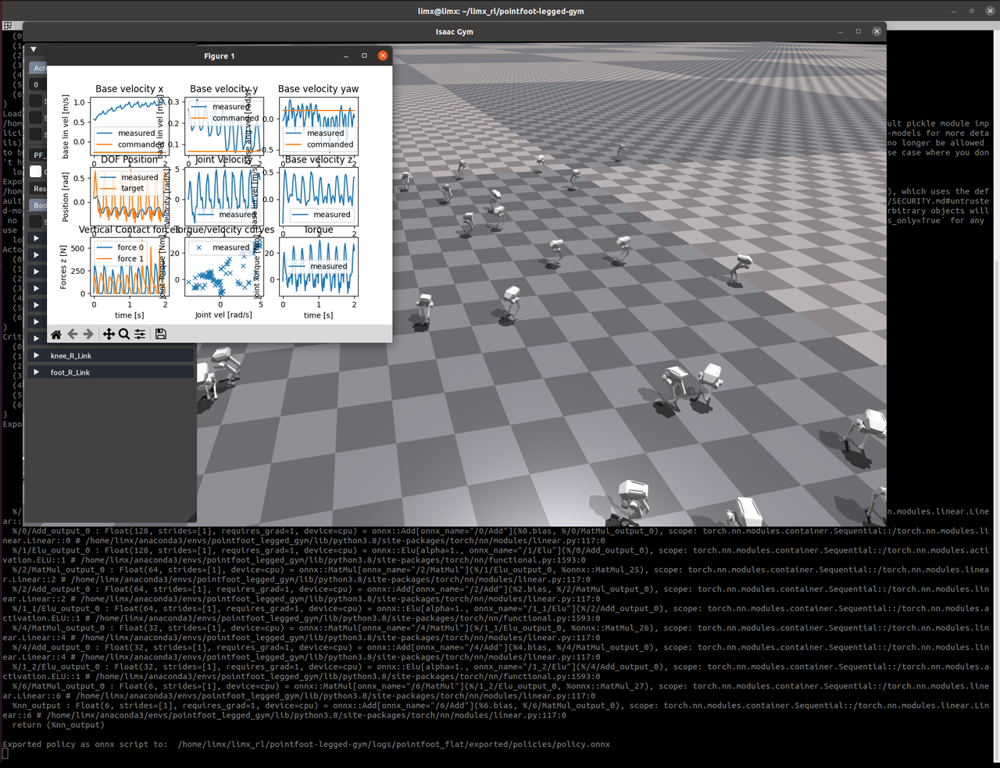 limx@limx: ~/limx_rl/pointfoot-legged-gym
Isaac Gym
Figure 1
Base velocity x
Base velocity y
Base velocity yaw
base lin vel [m/s]
1.0
0.5
0.0
measured
commanded
base lin vel [m/s]
0.3
0.2
0.1
measured
commanded
base ang vel [rad/s]
0.0
0.5
measured
commanded
DOF Position
Joint Velocity
Base velocity z
Position [rad]
0.5
0.0
measured
target
Velocity [rad/s]
5
0
measured
base lin vel [m/s]
0.5
0.0
measured
Vertical Contact forces
Torque/velocity curves
Torque
Forces z [N]
500
250
0
force 0
force 1
0 1 2
time [s]
Joint Torque [Nm]
20
0
measured
0 5
Joint vel [rad/s]
Joint Torque [Nm]
20
0
measured
0 1 2
time [s]
knee_R_Link
foot_R_Link
ult pickle module imp
-models for more deta
no longer be allowed
se case where you don
), which uses the def
/SECURITY.md#untruste
rbitrary objects will
s_only=True` for any
n.modules.linear.Line
ear::
%/0/Add_output_0 : Float(128, strides=[1], requires_grad=1, device=cpu) = onnx::Add[onnx_name="/0/Add"](%0.bias, %/0/MatMul_output_0), scope: torch.nn.modules.container.Sequential::/torch.nn.modules.li
near.Linear::0 # /home/limx/anaconda3/envs/pointfoot_legged_gym/lib/python3.8/site-packages/torch/nn/modules/linear.py:117:0
%/1/Elu_output_0 : Float(128, strides=[1], requires_grad=1, device=cpu) = onnx::Elu[alpha=1., onnx_name="/1/Elu"](%/0/Add_output_0), scope: torch.nn.modules.container.Sequential::/torch.nn.modules.acti
vation.ELU::1 # /home/limx/anaconda3/envs/pointfoot_legged_gym/lib/python3.8/site-packages/torch/nn/functional.py:1593:0
%/2/MatMul_output_0 : Float(64, strides=[1], requires_grad=1, device=cpu) = onnx::MatMul[onnx_name="/2/MatMul"](%/1/Elu_output_0, %onnx::MatMul_25), scope: torch.nn.modules.container.Sequential::/torch.nn.modules.linea
r.Linear::2 # /home/limx/anaconda3/envs/pointfoot_legged_gym/lib/python3.8/site-packages/torch/nn/modules/linear.py:117:0
%/2/Add_output_0 : Float(64, strides=[1], requires_grad=1, device=cpu) = onnx::Add[onnx_name="/2/Add"](%2.bias, %/2/MatMul_output_0), scope: torch.nn.modules.container.Sequential::/torch.nn.modules.line
ar.Linear::2 # /home/limx/anaconda3/envs/pointfoot_legged_gym/lib/python3.8/site-packages/torch/nn/modules/linear.py:117:0
%/1_1/Elu_output_0 : Float(64, strides=[1], requires_grad=1, device=cpu) = onnx::Elu[alpha=1., onnx_name="/1_1/Elu"](%/2/Add_output_0), scope: torch.nn.modules.container.Sequential::/torch.nn.modules.a
ctivation.ELU::1 # /home/limx/anaconda3/envs/pointfoot_legged_gym/lib/python3.8/site-packages/torch/nn/functional.py:1593:0
%/4/MatMul_output_0 : Float(32, strides=[1], requires_grad=1, device=cpu) = onnx::MatMul[onnx_name="/4/MatMul"](%/1_1/Elu_output_0, %onnx::MatMul_26), scope: torch.nn.modules.container.Sequential::/torch.nn.modules.lin
ear.Linear::4 # /home/limx/anaconda3/envs/pointfoot_legged_gym/lib/python3.8/site-packages/torch/nn/modules/linear.py:117:0
%/4/Add_output_0 : Float(32, strides=[1], requires_grad=1, device=cpu) = onnx::Add[onnx_name="/4/Add"](%4.bias, %/4/MatMul_output_0), scope: torch.nn.modules.container.Sequential::/torch.nn.modules.line
ar.Linear::4 # /home/limx/anaconda3/envs/pointfoot_legged_gym/lib/python3.8/site-packages/torch/nn/modules/linear.py:117:0
%/1_2/Elu_output_0 : Float(32, strides=[1], requires_grad=1, device=cpu) = onnx::Elu[alpha=1., onnx_name="/1_2/Elu"](%/4/Add_output_0), scope: torch.nn.modules.container.Sequential::/torch.nn.modules.a
ctivation.ELU::1 # /home/limx/anaconda3/envs/pointfoot_legged_gym/lib/python3.8/site-packages/torch/nn/functional.py:1593:0
%/6/MatMul_output_0 : Float(6, strides=[1], requires_grad=1, device=cpu) = onnx::MatMul[onnx_name="/6/MatMul"](%/1_2/Elu_output_0, %onnx::MatMul_27), scope: torch.nn.modules.container.Sequential::/torch.nn.modules.line
ar.Linear::6 # /home/limx/anaconda3/envs/pointfoot_legged_gym/lib/python3.8/site-packages/torch/nn/modules/linear.py:117:0
%nn_output : Float(6, strides=[1], requires_grad=1, device=cpu) = onnx::Add[onnx_name="/6/Add"](%6.bias, %/6/MatMul_output_0), scope: torch.nn.modules.container.Sequential::/torch.nn.modules.linear.Lin
ear::6 # /home/limx/anaconda3/envs/pointfoot_legged_gym/lib/python3.8/site-packages/torch/nn/modules/linear.py:117:0
return (%nn_output)
Exported policy as onnx script to:  /home/limx/limx_rl/pointfoot-legged-gym/logs/pointfoot_flat/exported/policies/policy.onnx